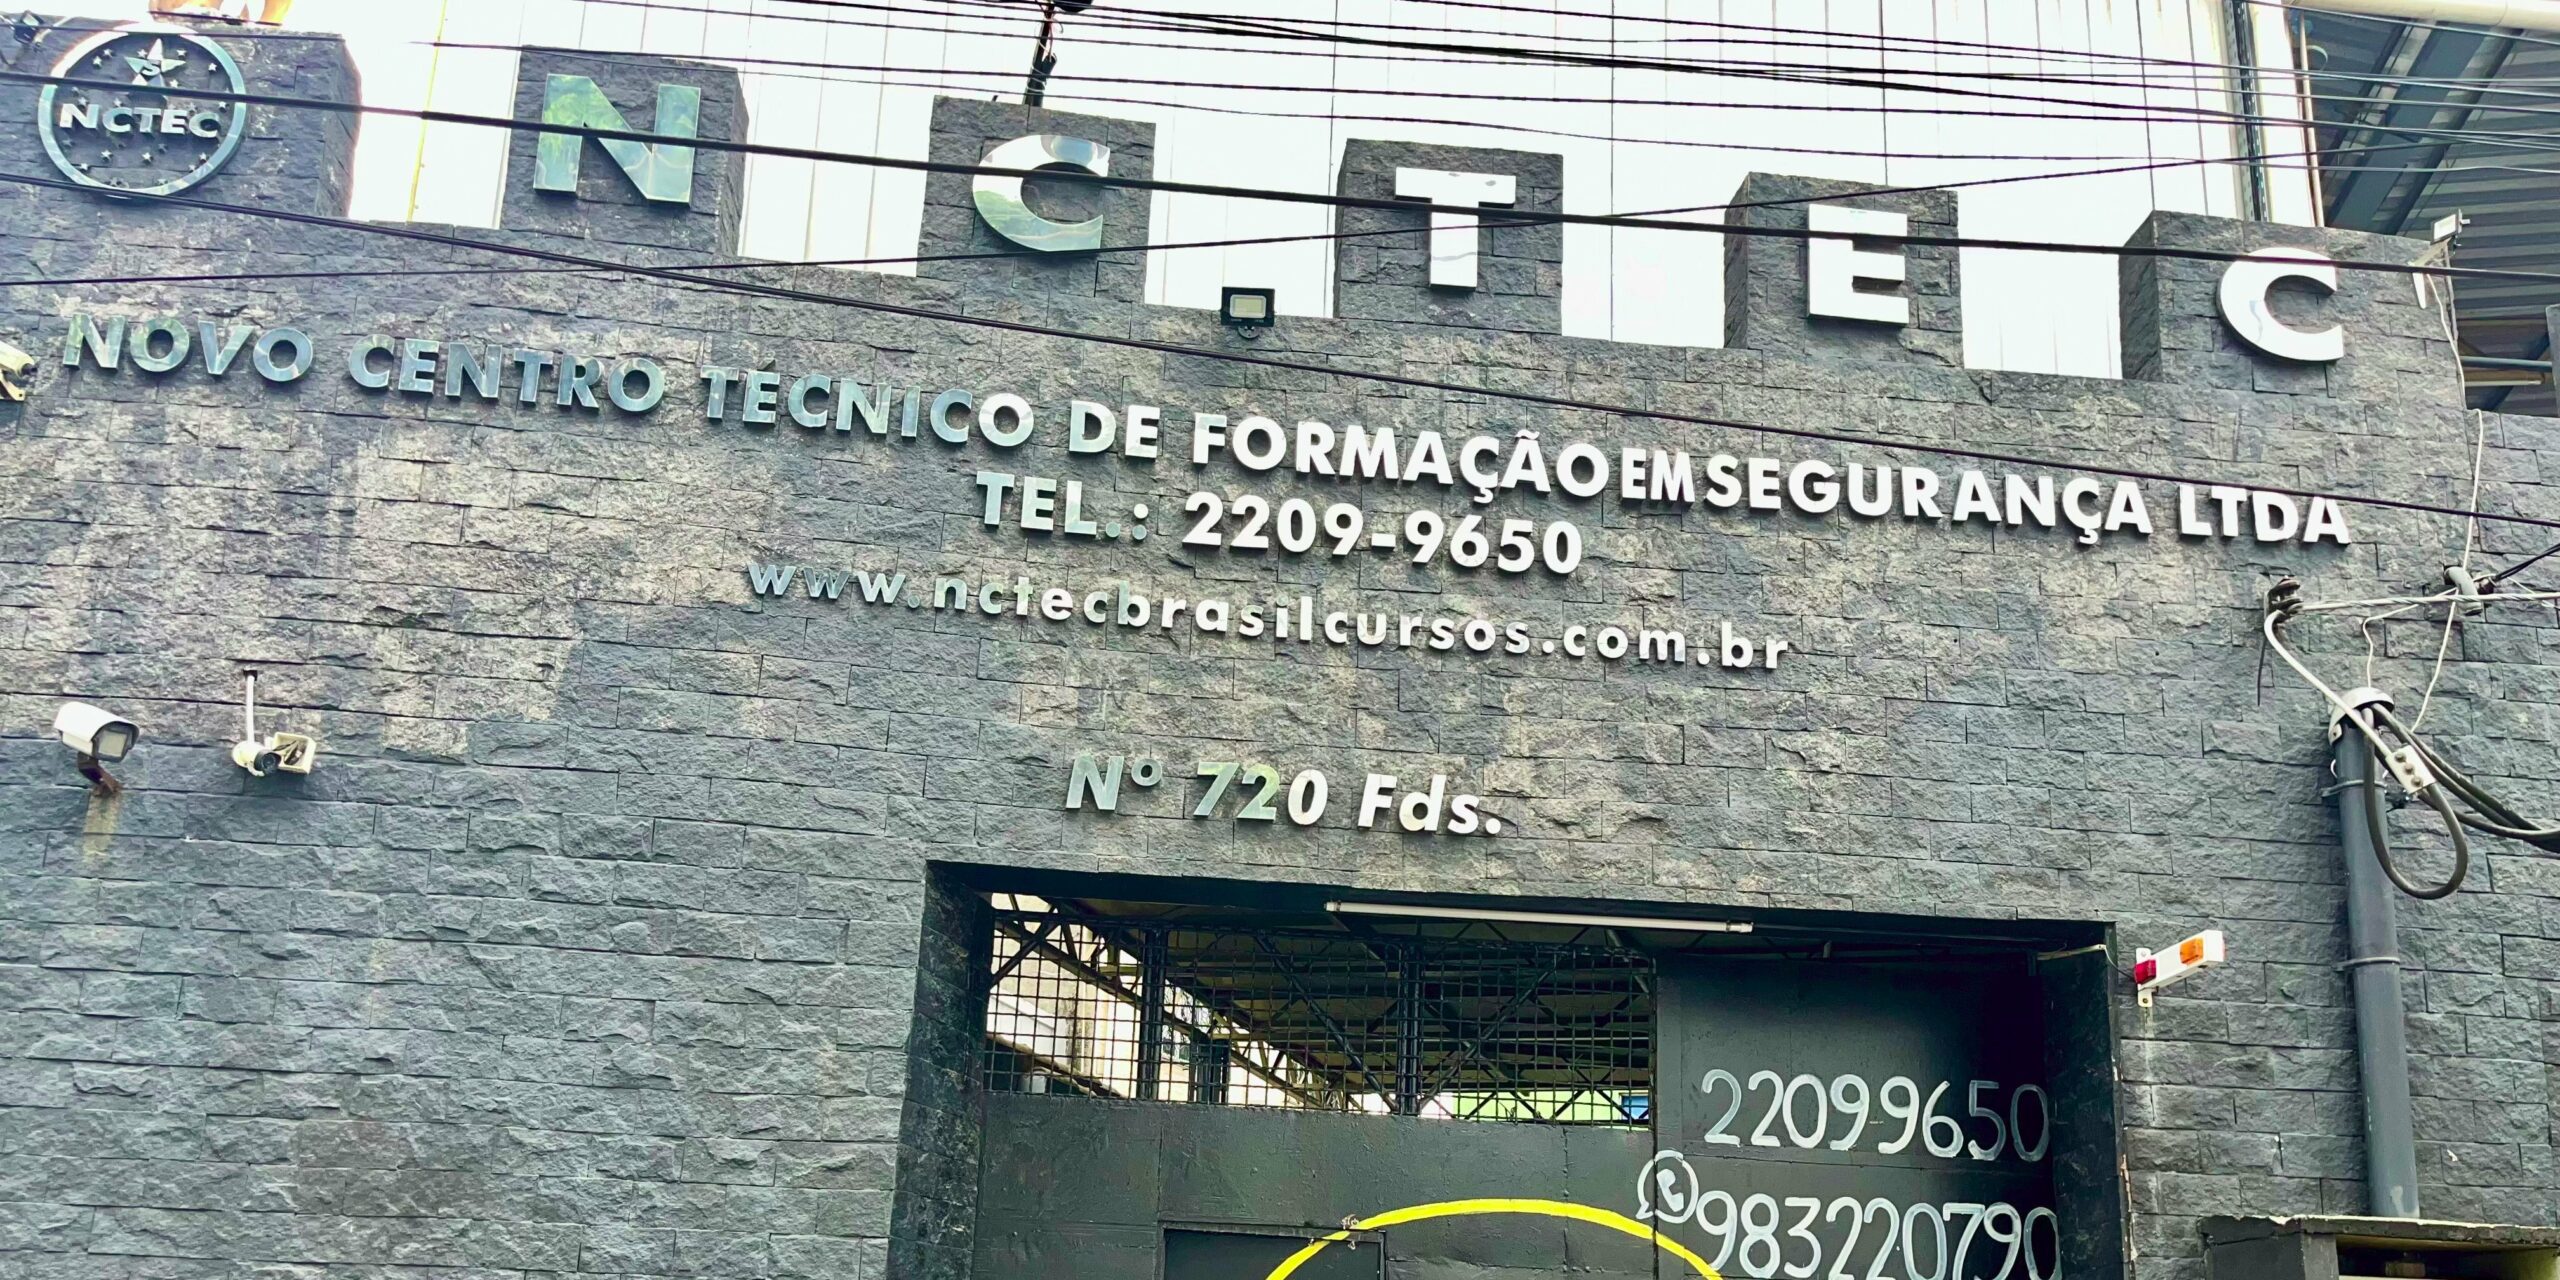 NCTEC
NCTEC
NOVO CENTRO TÉCNICO DE FORMAÇÃO EM SEGURANÇA LTDA
TEL.: 2209-9650
www.nctecbrasilcursos.com.br
Nº 720 Fds.
22099650
983220790